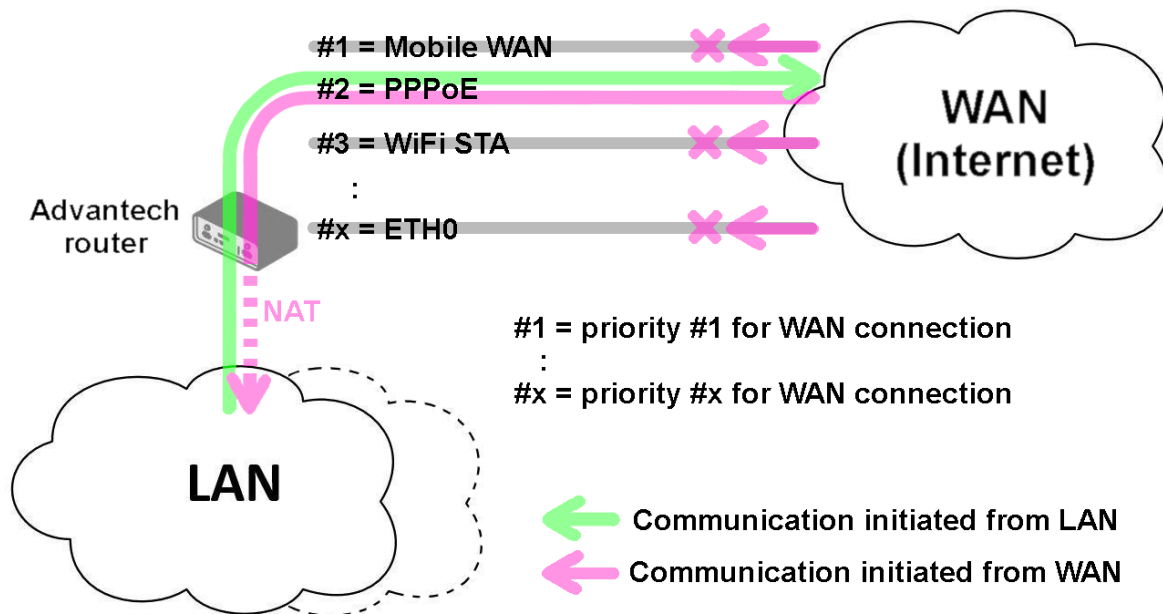 #1 = Mobile WAN
#2 = PPPoE
#3 = WiFi STA
:
#x = ETH0
WAN
(Internet)
Advantech
router
NAT
#1 = priority #1 for WAN connection
:
#x = priority #x for WAN connection
LAN
Communication initiated from LAN
Communication initiated from WAN